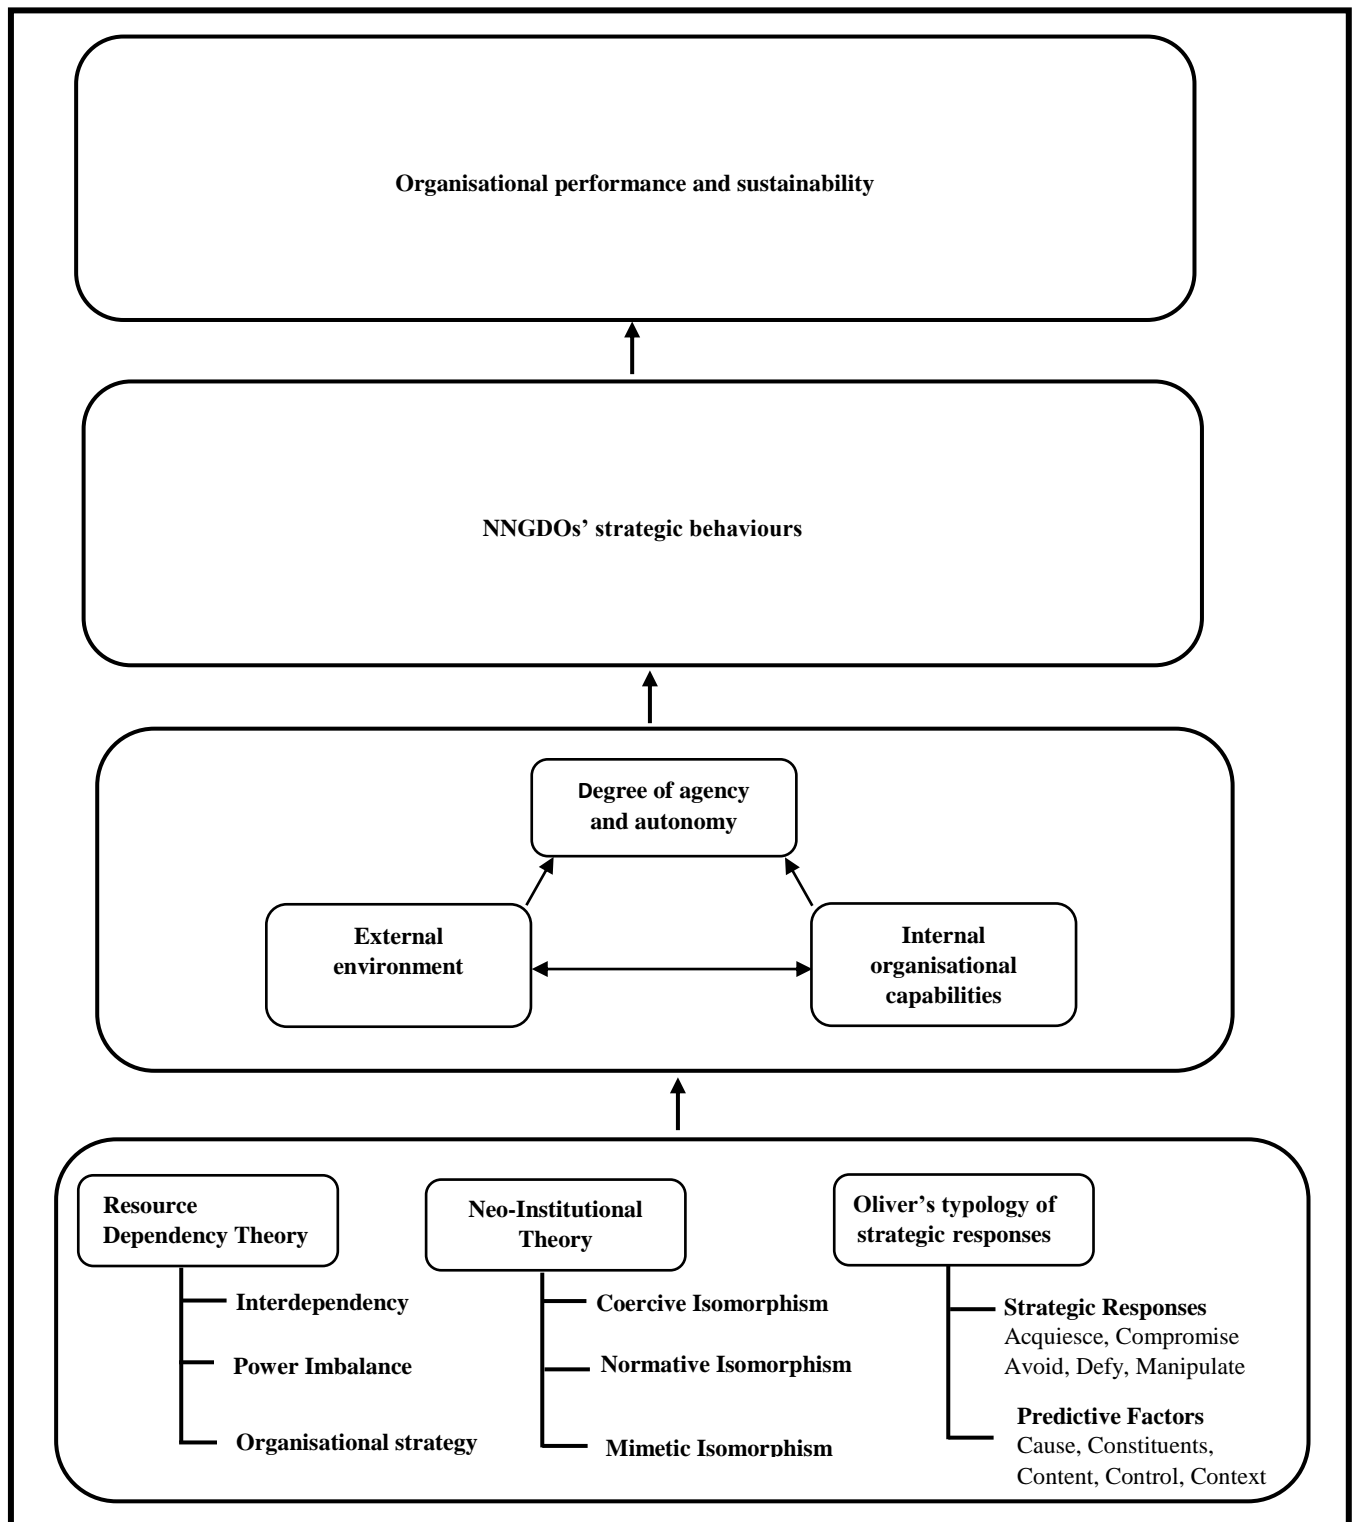 Organisational performance and sustainability
NNGDOs’ strategic behaviours
Degree of agency
and autonomy
External
environment
Internal
organisational
capabilities
Resource
Dependency Theory
Interdependency
Power Imbalance
Organisational strategy
Neo-Institutional
Theory
Coercive Isomorphism
Normative Isomorphism
Mimetic Isomorphism
Oliver’s typology of
strategic responses
Strategic Responses
Acquiesce, Compromise
Avoid, Defy, Manipulate
Predictive Factors
Cause, Constituents,
Content, Control, Context